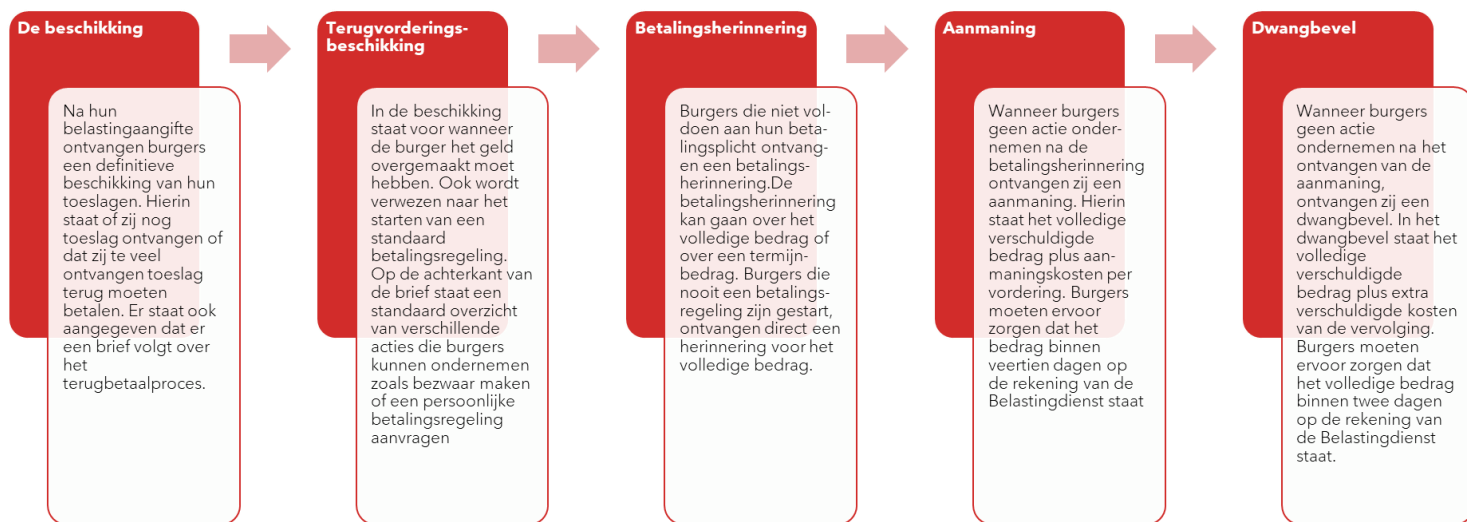 De beschikking
Na hun
belastingaangifte
ontvangen burgers
een definitieve
beschikking van hun
toeslagen. Hierin
staat of zij nog
toeslag ontvangen of
dat zij te veel
ontvangen toeslag
terug moeten
betalen. Er staat ook
aangegeven dat er
een brief volgt over
het
terugbetaalproces.
Terugvorderings-
beschikking
In de beschikking
staat voor wanneer
de burger het geld
overgemaakt moet
hebben. Ook wordt
verwezen naar het
starten van een
standaard
betalingsregeling.
Op de achterkant van
de brief staat een
standaard overzicht
van verschillende
acties die burgers
kunnen ondernemen
zoals bezwaar maken
of een persoonlijke
betalingsregeling
aanvragen
Betalingsherinnering
Burgers die niet vol-
doen aan hun beta-
lingsplicht ontvang-
en een betalings-
herinnering.De
betalingsherinnering
kan gaan over het
volledige bedrag of
over een termijn-
bedrag. Burgers die
nooit een betalings-
regeling zijn gestart,
ontvangen direct een
herinnering voor het
volledige bedrag.
Aanmaning
Wanneer burgers
geen actie onder-
nemen na de
betalingsherinnering
ontvangen zij een
aanmaning. Hierin
staat het volledige
verschuldigde
bedrag plus aan-
maningskosten per
vordering. Burgers
moeten ervoor
zorgen dat het
bedrag binnen
veertien dagen op
de rekening van de
Belastingdienst staat
Dwangbevel
Wanneer burgers
geen actie
ondernemen na het
ontvangen van de
aanmaning,
ontvangen zij een
dwangbevel. In het
dwangbevel staat het
volledige
verschuldigde
bedrag plus extra
verschuldigde kosten
van de vervolging.
Burgers moeten
ervoor zorgen dat
het volledige bedrag
binnen twee dagen
op de rekening van
de Belastingdienst
staat.